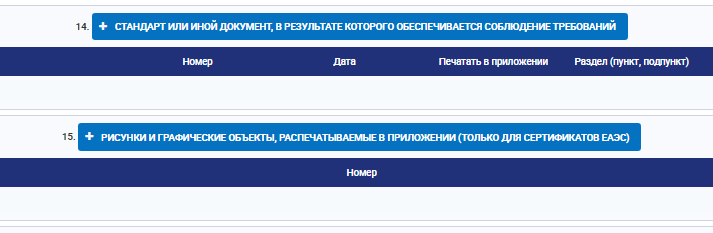 14. + СТАНДАРТ ИЛИ ИНОЙ ДОКУМЕНТ, В РЕЗУЛЬТАТЕ КОТОРОГО ОБЕСПЕЧИВАЕТСЯ СОБЛЮДЕНИЕ ТРЕБОВАНИЙ
Номер Дата Печатать в приложении Раздел (пункт, подпункт)
15. + РИСУНКИ И ГРАФИЧЕСКИЕ ОБЪЕКТЫ, РАСПЕЧАТЫВАЕМЫЕ В ПРИЛОЖЕНИИ (ТОЛЬКО ДЛЯ СЕРТИФИКАТОВ ЕАЭС)
Номер